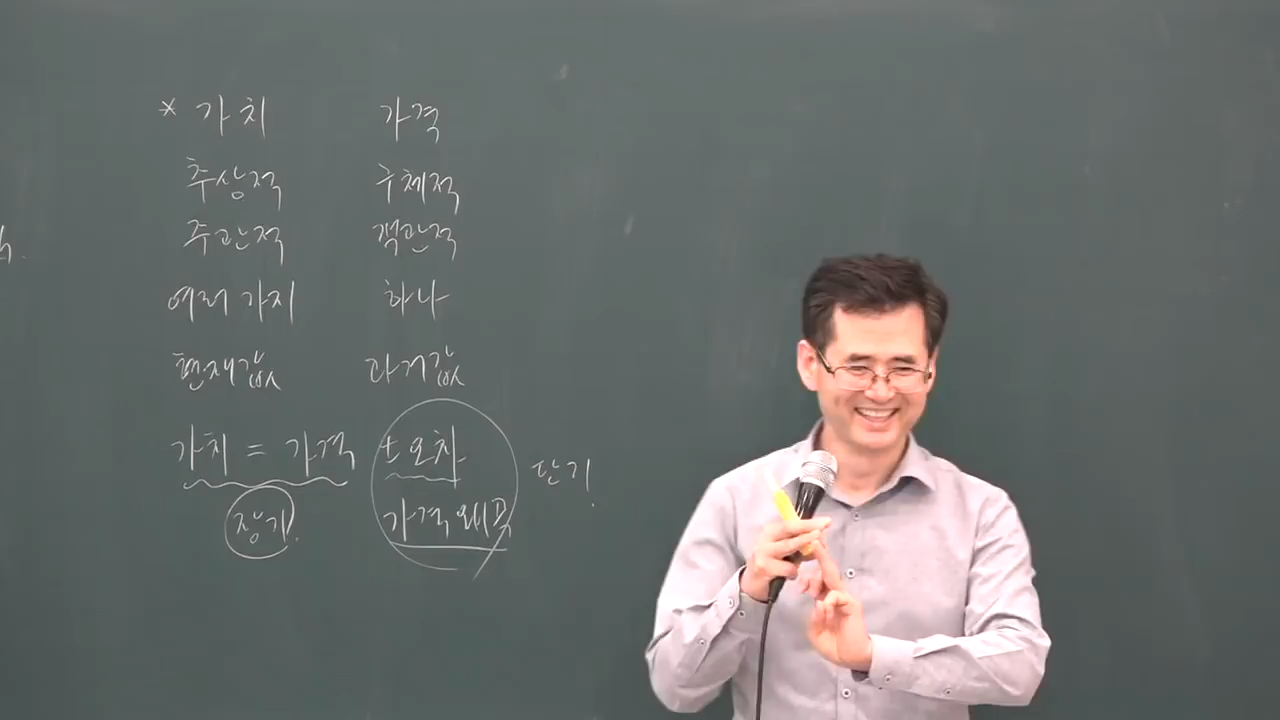 * 가치 가격
추상적 구체적
주관적 객관적
여러 가지 하나
현재값 과거값
가치 = 가격 ± 오차 단기.
장기. 가격 왜곡